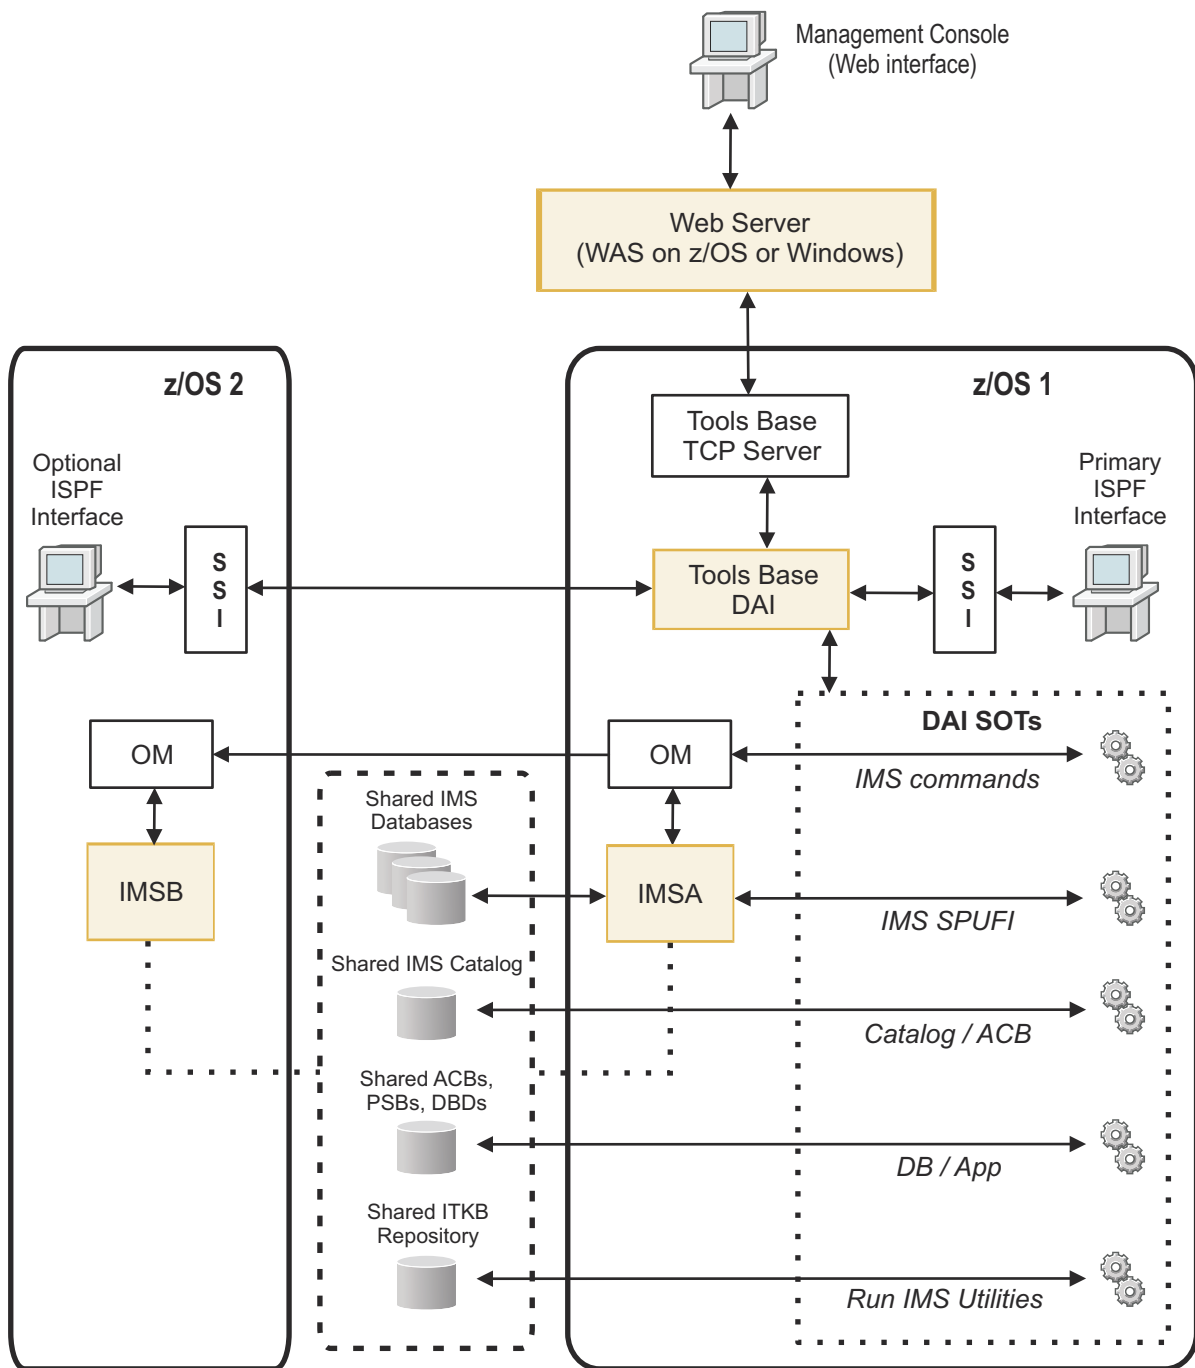 Management Console
(Web interface)
Web Server
(WAS on z/OS or Windows)
z/OS 2
z/OS 1
Tools Base
TCP Server
Optional
ISPF
Interface
Primary
ISPF
Interface
S
S
I
Tools Base
DAI
S
S
I
DAI SOTs
OM
OM
IMS commands
Shared IMS
Databases
IMSB
IMSA
IMS SPUFI
Shared IMS Catalog
Catalog / ACB
Shared ACBs,
PSBs, DBDs
DB / App
Shared ITKB
Repository
Run IMS Utilities